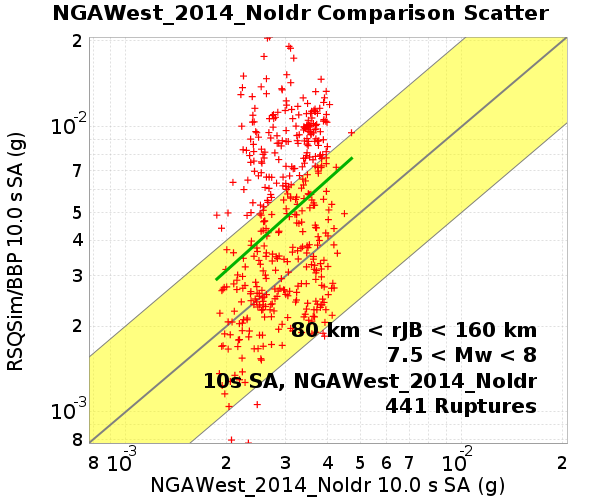 NGAWest_2014_NoIdr Comparison Scatter
2
10-2
7
5
4
3
2
10-3
8
RSQSim/BBP 10.0 s SA (g)
80 km < rJB < 160 km
7.5 < Mw < 8
10s SA, NGAWest_2014_NoIdr
441 Ruptures
8 10-3 2 3 4 5 6 7 10-2 2
NGAWest_2014_NoIdr 10.0 s SA (g)